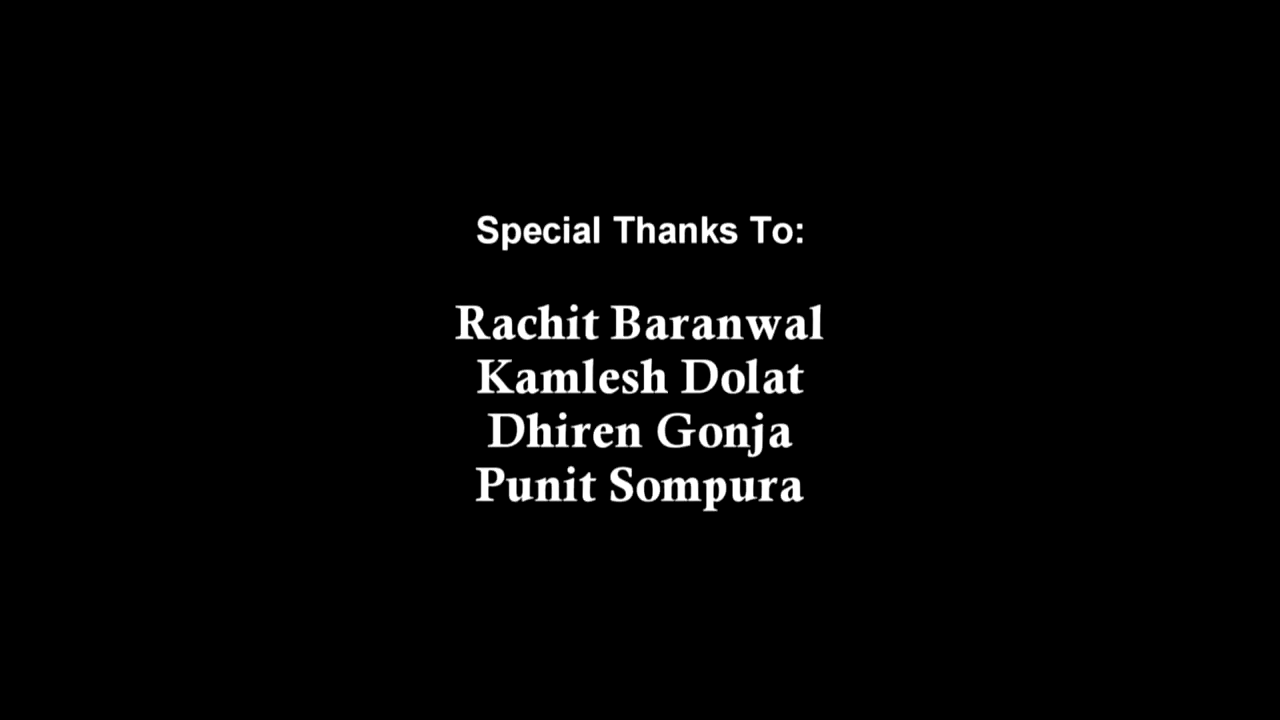 Special Thanks To:
Rachit Baranwal
Kamlesh Dolat
Dhiren Gonja
Punit Sompura